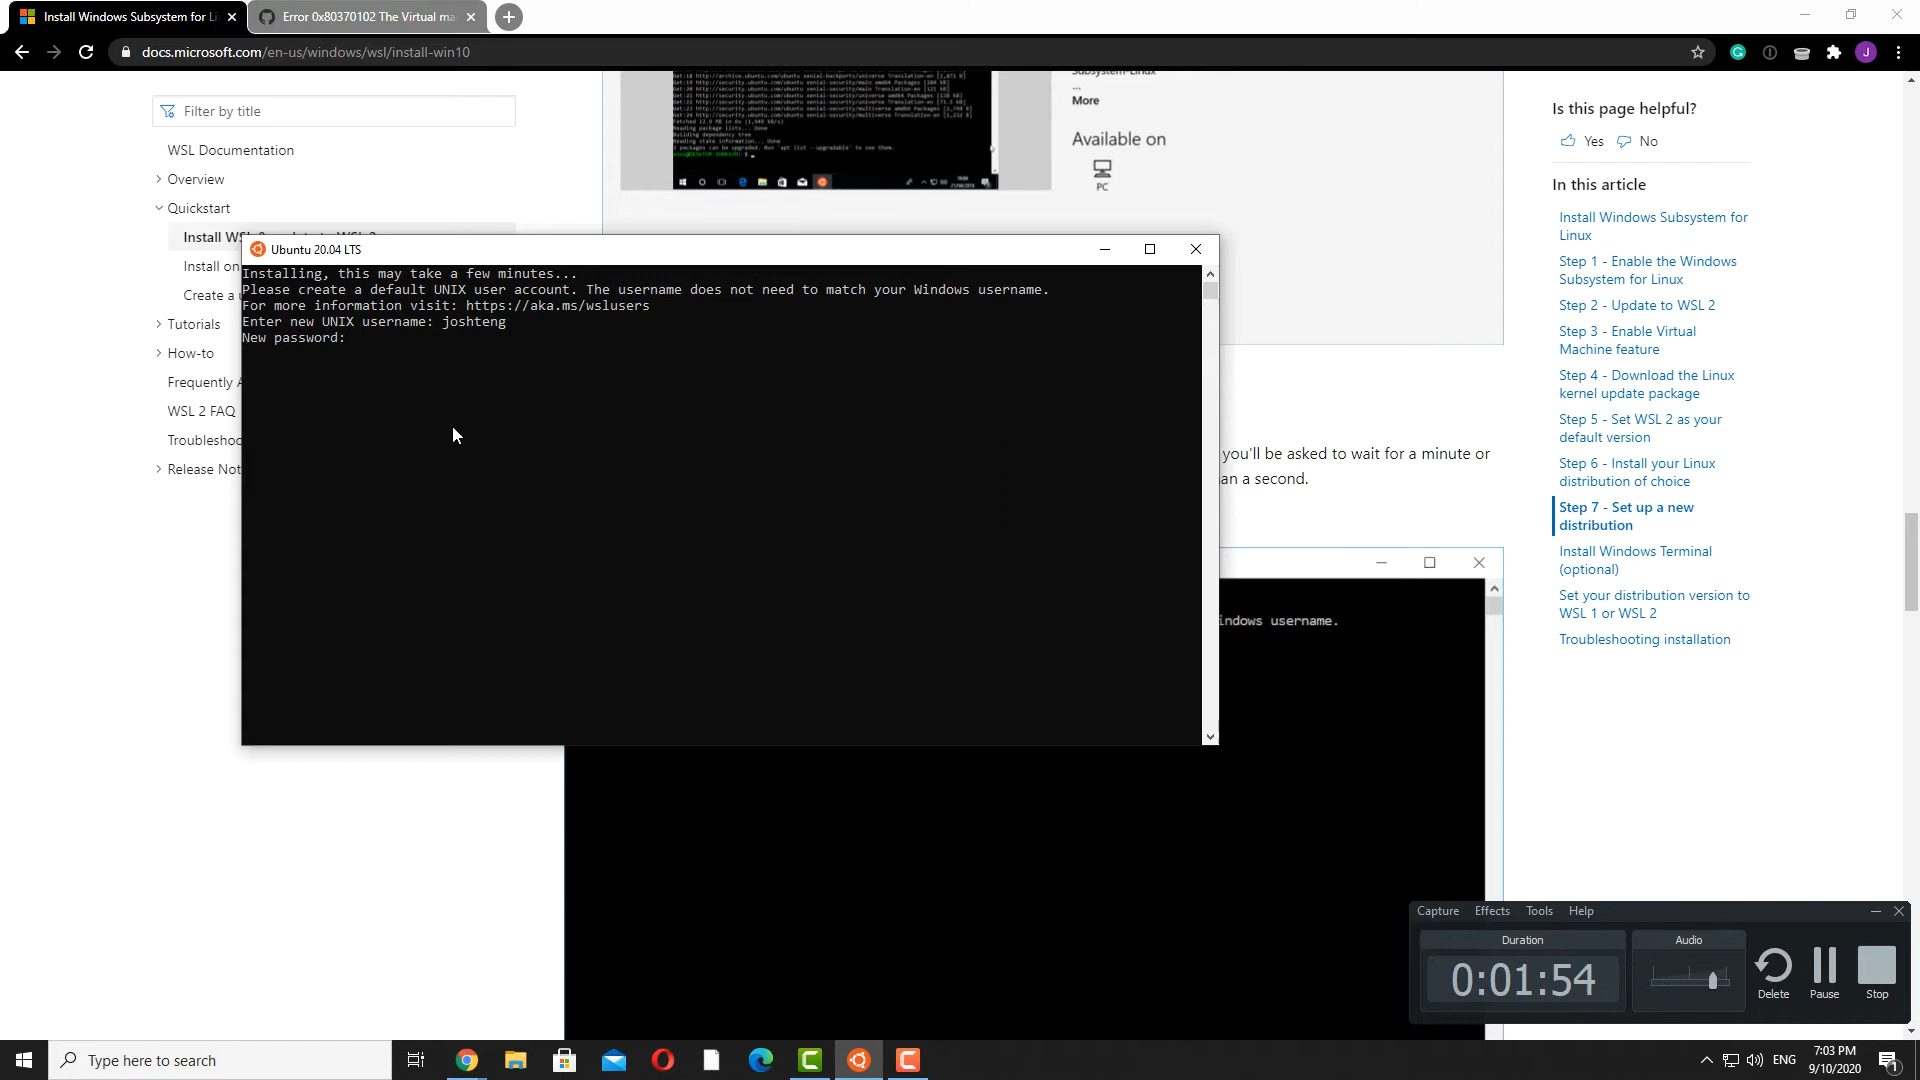 Install Windows Subsystem for Li
Error 0x80370102 The Virtual ma
docs.microsoft.com/en-us/windows/wsl/install-win10
J
Filter by title
WSL Documentation
Overview
Quickstart
Install on
Create a
Tutorials
How-to
Frequently A
WSL 2 FAQ
Troubleshoo
Release Not
Subsystem-Linux
...
More
Available on
PC
Ubuntu 20.04 LTS
Installing, this may take a few minutes...
Please create a default UNIX user account. The username does not need to match your Windows username.
For more information visit: https://aka.ms/wslusers
Enter new UNIX username: joshteng
New password:
you'll be asked to wait for a minute or
an a second.
indows username.
Is this page helpful?
Yes
No
In this article
Install Windows Subsystem for
Linux
Step 1 - Enable the Windows
Subsystem for Linux
Step 2 - Update to WSL 2
Step 3 - Enable Virtual
Machine feature
Step 4 - Download the Linux
kernel update package
Step 5 - Set WSL 2 as your
default version
Step 6 - Install your Linux
distribution of choice
Step 7 - Set up a new
distribution
Install Windows Terminal
(optional)
Set your distribution version to
WSL 1 or WSL 2
Troubleshooting installation
Capture Effects Tools Help
Duration
Audio
0:01:54
Delete
Pause
Stop
Type here to search
ENG
7:03 PM
9/10/2020
1